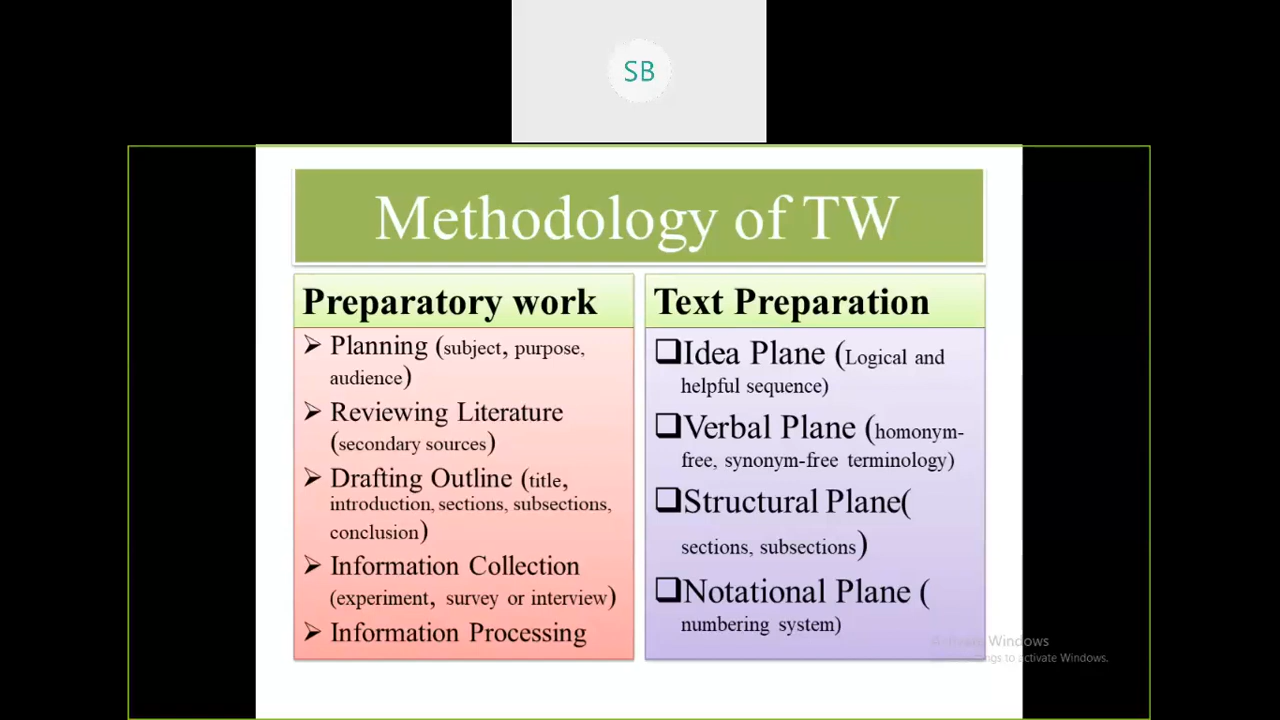 SB
Methodology of TW
Preparatory work
➢ Planning (subject, purpose,
audience)
➢ Reviewing Literature
(secondary sources)
➢ Drafting Outline (title,
introduction, sections, subsections,
conclusion)
➢ Information Collection
(experiment, survey or interview)
➢ Information Processing
Text Preparation
❑Idea Plane (Logical and
helpful sequence)
❑Verbal Plane (homonym-
free, synonym-free terminology)
❑Structural Plane(
sections, subsections)
❑Notational Plane (
numbering system)
Activate Windows
to activate Windows.